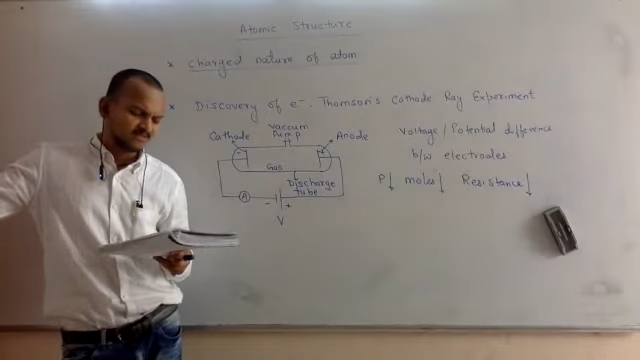 Atomic Structure
* Charged nature of atom
* Discovery of e⁻. Thomson's Cathode Ray Experiment
Vaccum
Pump
Cathode
Anode
Gas
Discharge
tube
A
- +
V
Voltage / Potential difference
b/w electrodes
P↓ moles↓ Resistance↓